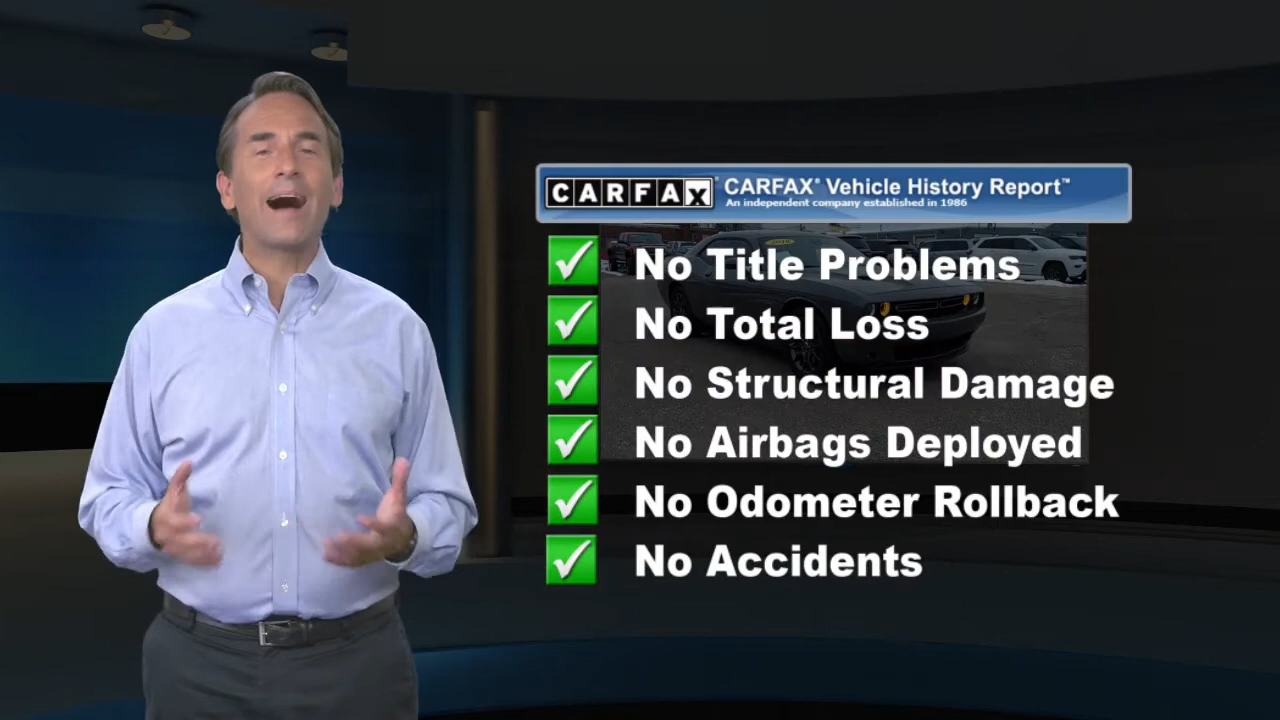 CARFAX® CARFAX® Vehicle History Report™
An independent company established in 1986
No Title Problems
No Total Loss
No Structural Damage
No Airbags Deployed
No Odometer Rollback
No Accidents